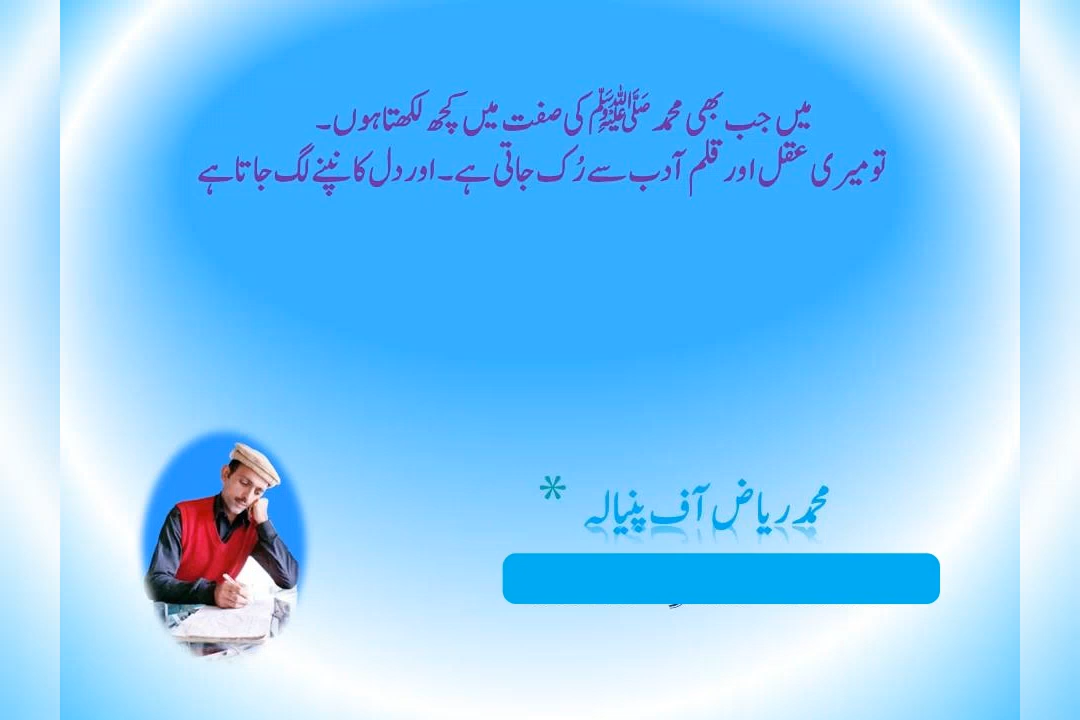 میں جب بھی محمد ﷺ کی صفت میں کچھ لکھتا ہوں۔
تو میری عقل اور قلم آدب سے رُک جاتی ہے۔ اور دل کانپنے لگ جاتا ہے
محمد ریاض آف پنیالہ *